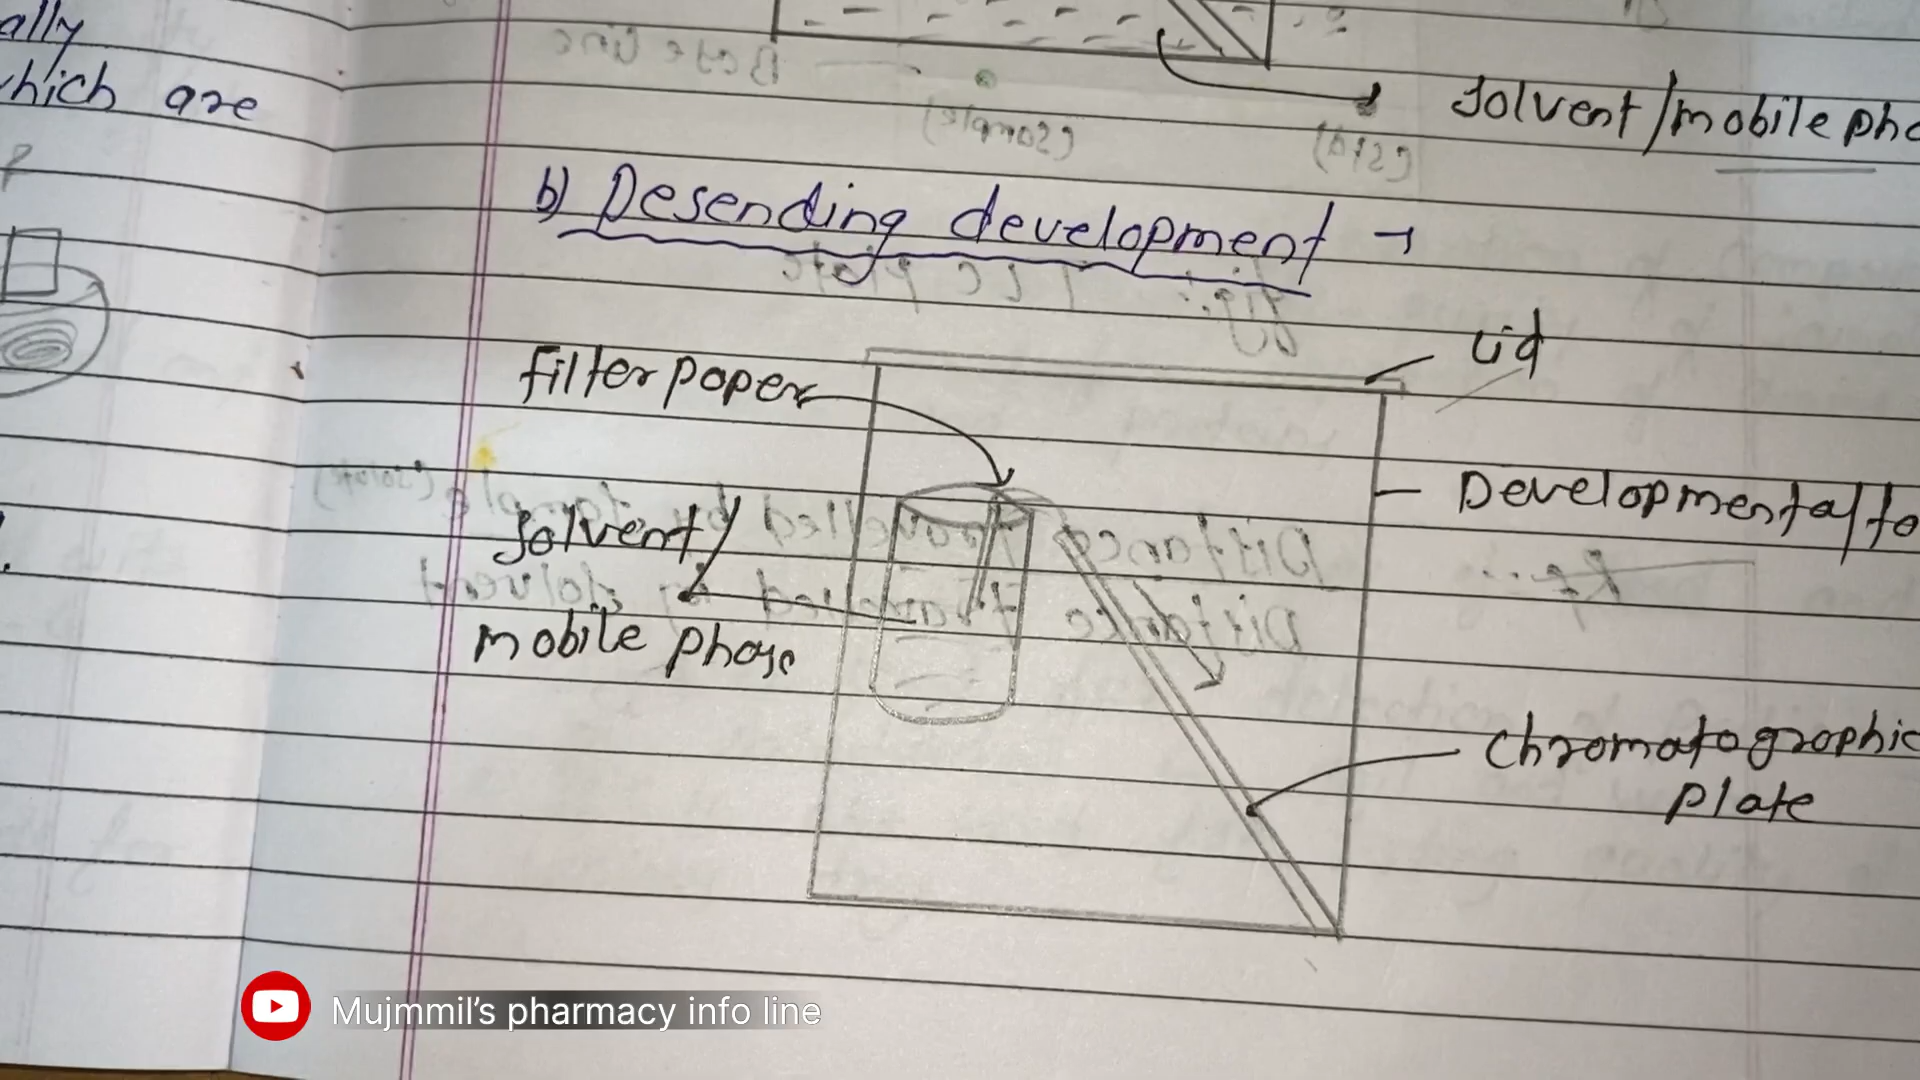 ally
which are
Solvent/mobile pha
b) Desending development →
Lid
filter paper
Developmental/ta
Solvent/
mobile phase
Chromatographic
plate
Mujmmil's pharmacy info line